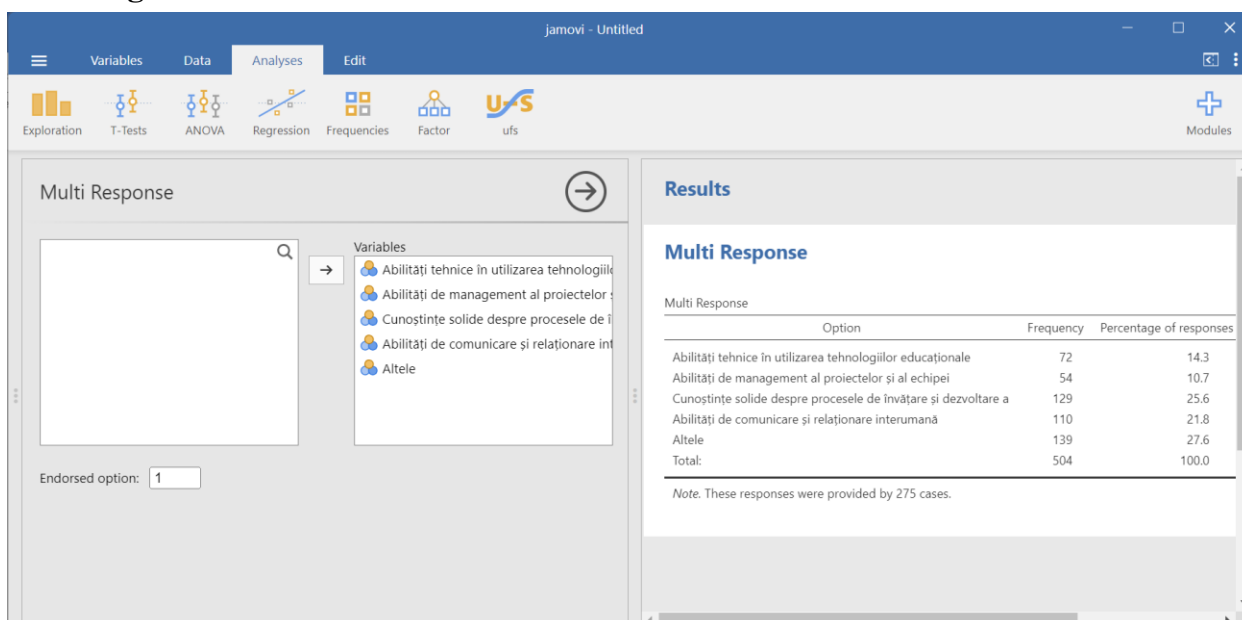 jamovi - Untitled
Variables Data Analyses Edit
Exploration T-Tests ANOVA Regression Frequencies Factor ufs Modules
Multi Response
Variables
Abilități tehnice în utilizarea tehnologiil
Abilități de management al proiectelor
Cunoștințe solide despre procesele de î
Abilități de comunicare și relaționare int
Altele
Endorsed option: 1
Results
Multi Response
Multi Response
Option Frequency Percentage of responses
Abilități tehnice în utilizarea tehnologiilor educaționale 72 14.3
Abilități de management al proiectelor și al echipei 54 10.7
Cunoștințe solide despre procesele de învățare și dezvoltare a 129 25.6
Abilități de comunicare și relaționare interumană 110 21.8
Altele 139 27.6
Total: 504 100.0
Note. These responses were provided by 275 cases.